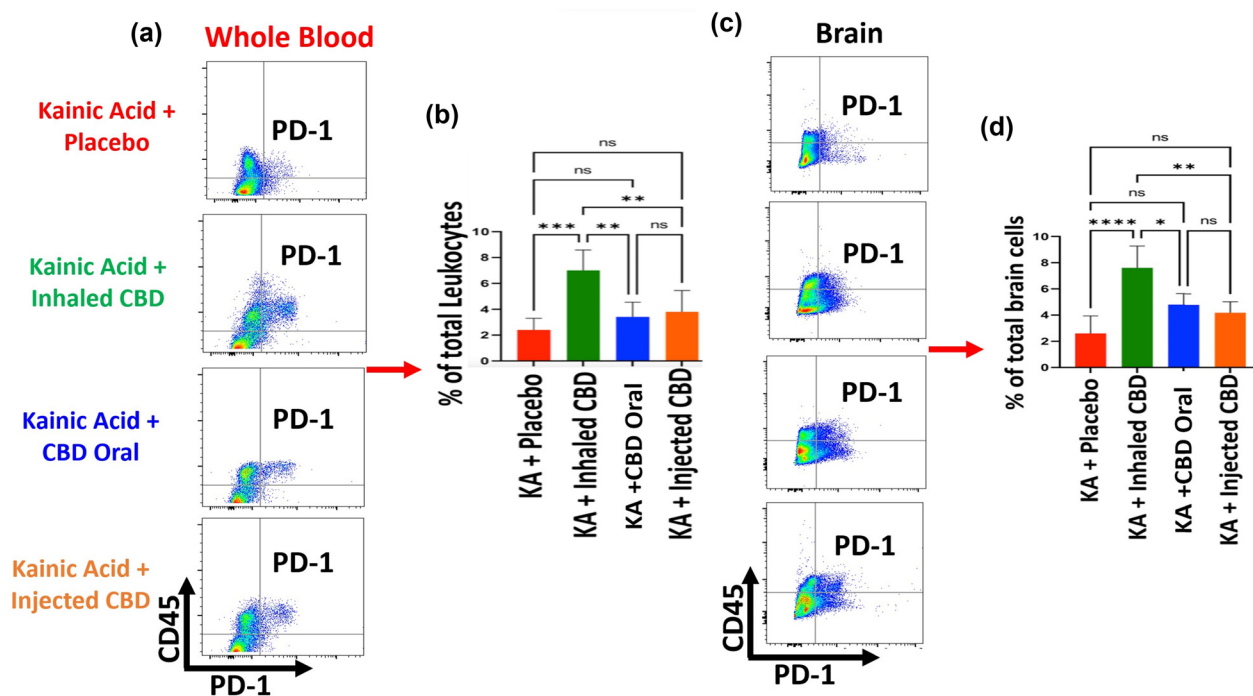 (a)
Whole Blood
Kainic Acid +
Placebo
PD-1
Kainic Acid +
Inhaled CBD
PD-1
Kainic Acid +
CBD Oral
PD-1
Kainic Acid +
Injected CBD
PD-1
CD45
PD-1
(b)
ns
ns
**
*** ** ns
% of total Leukocytes
10
8
6
4
2
0
KA + Placebo
KA + Inhaled CBD
KA +CBD Oral
KA + Injected CBD
(c)
Brain
PD-1
PD-1
PD-1
PD-1
CD45
PD-1
(d)
ns
**
ns
**** * ns
% of total brain cells
10
8
6
4
2
0
KA + Placebo
KA + Inhaled CBD
KA +CBD Oral
KA + Injected CBD